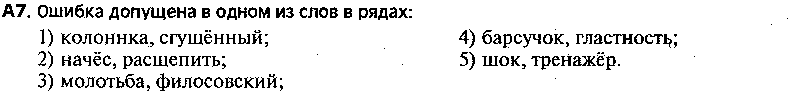 А7. Ошибка допущена в одном из слов в рядах:
1) колоннка, сгущённый;
2) начёс, расщепить;
3) молотьба, филосовский;
4) барсучок, гластность;
5) шок, тренажёр.